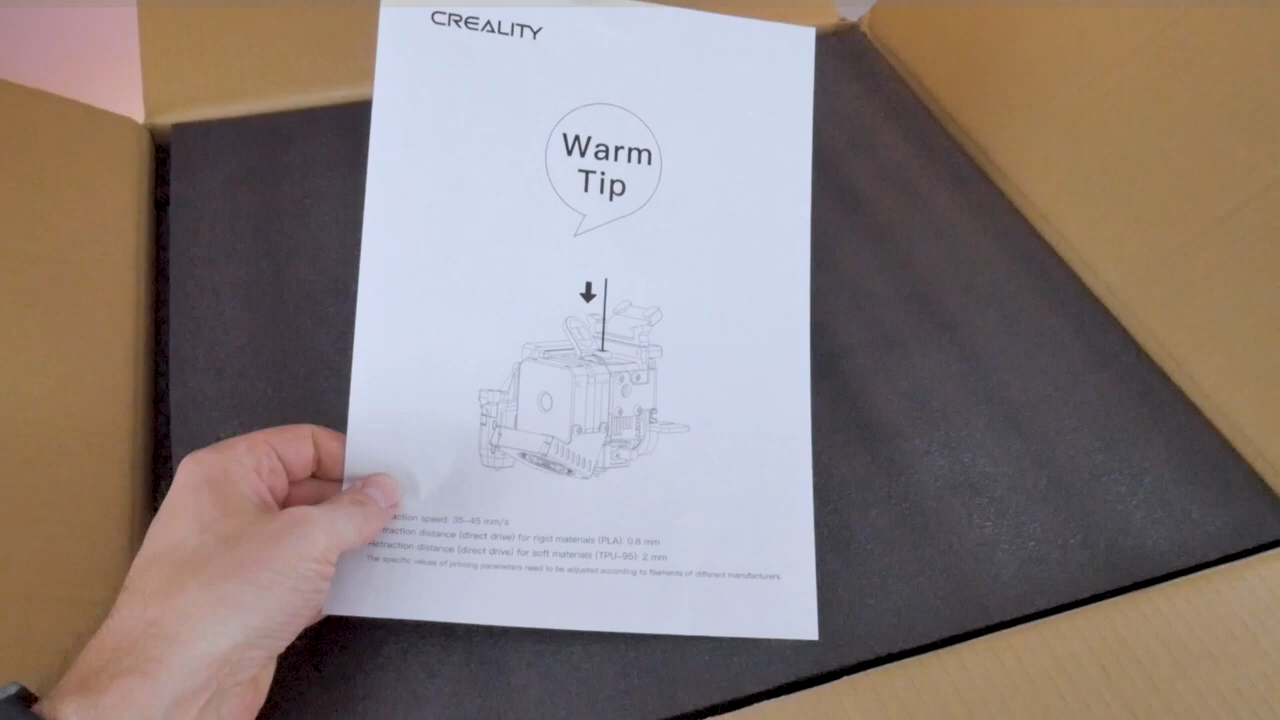 CREALITY
Warm
Tip
action speed: 35-45 mm/s
traction distance (direct drive) for rigid materials (PLA): 0.8 mm
Retraction distance (direct drive) for soft materials (TPU-95): 2 mm
The specific values of printing parameters need to be adjusted according to filaments of different manufacturers.